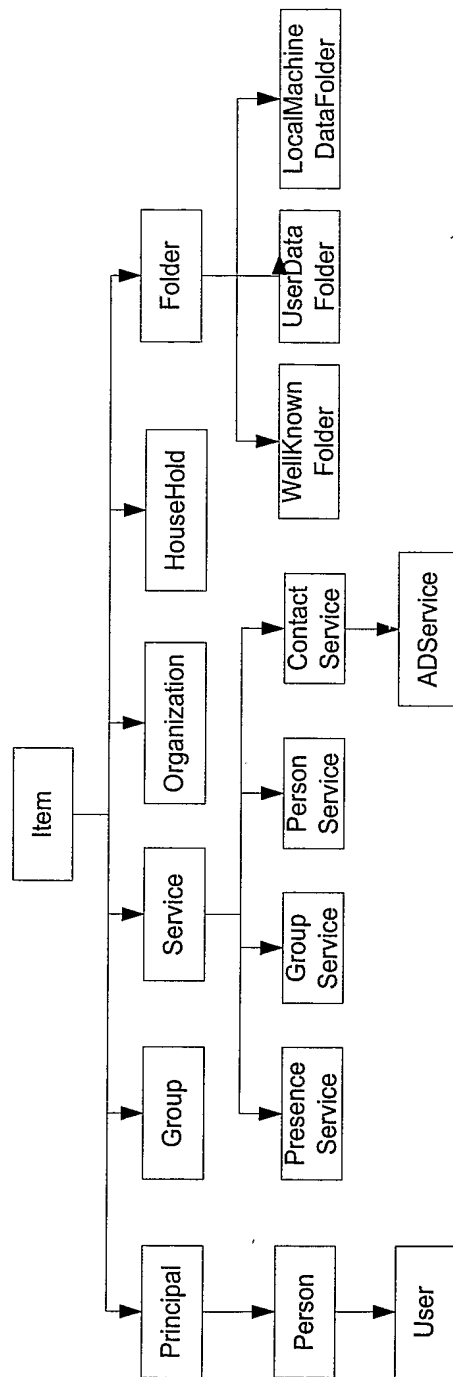 Item
Principal
Group
Service
Organization
HouseHold
Folder
Person
Presence
Service
Group
Service
Person
Service
Contact
Service
WellKnown
Folder
UserData
Folder
LocalMachine
DataFolder
User
ADService